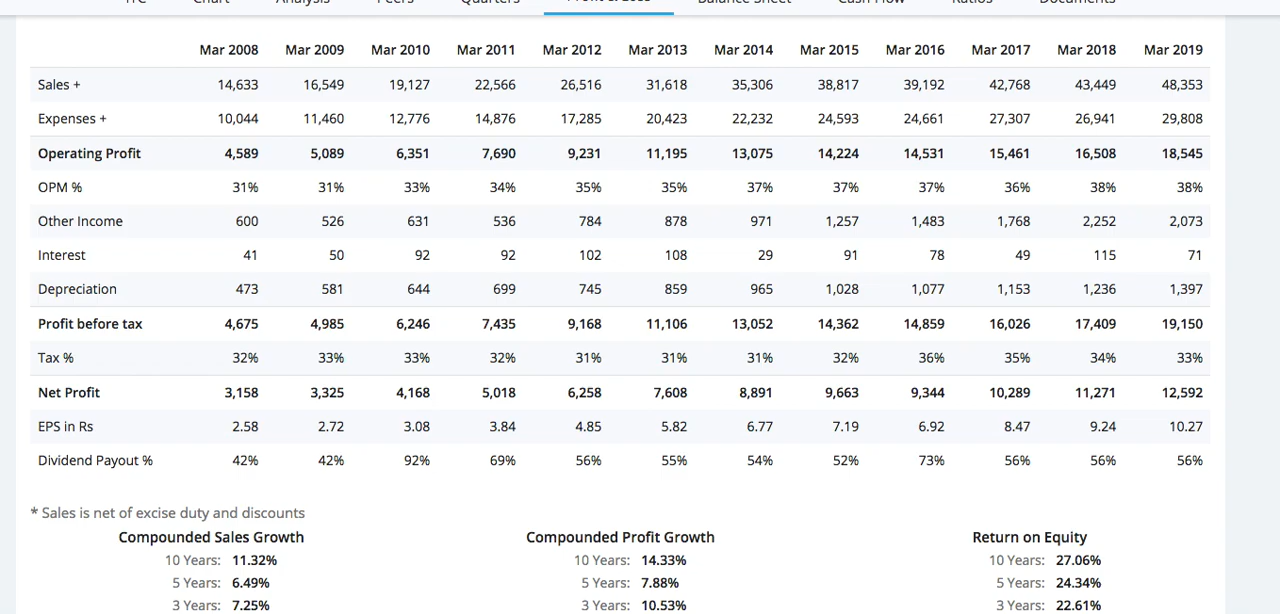 ITC Chart Analysis Peers Quarters Profit & Loss Balance Sheet Cash Flow Ratios Documents
Mar 2008 Mar 2009 Mar 2010 Mar 2011 Mar 2012 Mar 2013 Mar 2014 Mar 2015 Mar 2016 Mar 2017 Mar 2018 Mar 2019
Sales + 14,633 16,549 19,127 22,566 26,516 31,618 35,306 38,817 39,192 42,768 43,449 48,353
Expenses + 10,044 11,460 12,776 14,876 17,285 20,423 22,232 24,593 24,661 27,307 26,941 29,808
Operating Profit 4,589 5,089 6,351 7,690 9,231 11,195 13,075 14,224 14,531 15,461 16,508 18,545
OPM % 31% 31% 33% 34% 35% 35% 37% 37% 37% 36% 38% 38%
Other Income 600 526 631 536 784 878 971 1,257 1,483 1,768 2,252 2,073
Interest 41 50 92 92 102 108 29 91 78 49 115 71
Depreciation 473 581 644 699 745 859 965 1,028 1,077 1,153 1,236 1,397
Profit before tax 4,675 4,985 6,246 7,435 9,168 11,106 13,052 14,362 14,859 16,026 17,409 19,150
Tax % 32% 33% 33% 32% 31% 31% 31% 32% 36% 35% 34% 33%
Net Profit 3,158 3,325 4,168 5,018 6,258 7,608 8,891 9,663 9,344 10,289 11,271 12,592
EPS in Rs 2.58 2.72 3.08 3.84 4.85 5.82 6.77 7.19 6.92 8.47 9.24 10.27
Dividend Payout % 42% 42% 92% 69% 56% 55% 54% 52% 73% 56% 56% 56%
* Sales is net of excise duty and discounts
Compounded Sales Growth Compounded Profit Growth Return on Equity
10 Years: 11.32% 10 Years: 14.33% 10 Years: 27.06%
5 Years: 6.49% 5 Years: 7.88% 5 Years: 24.34%
3 Years: 7.25% 3 Years: 10.53% 3 Years: 22.61%